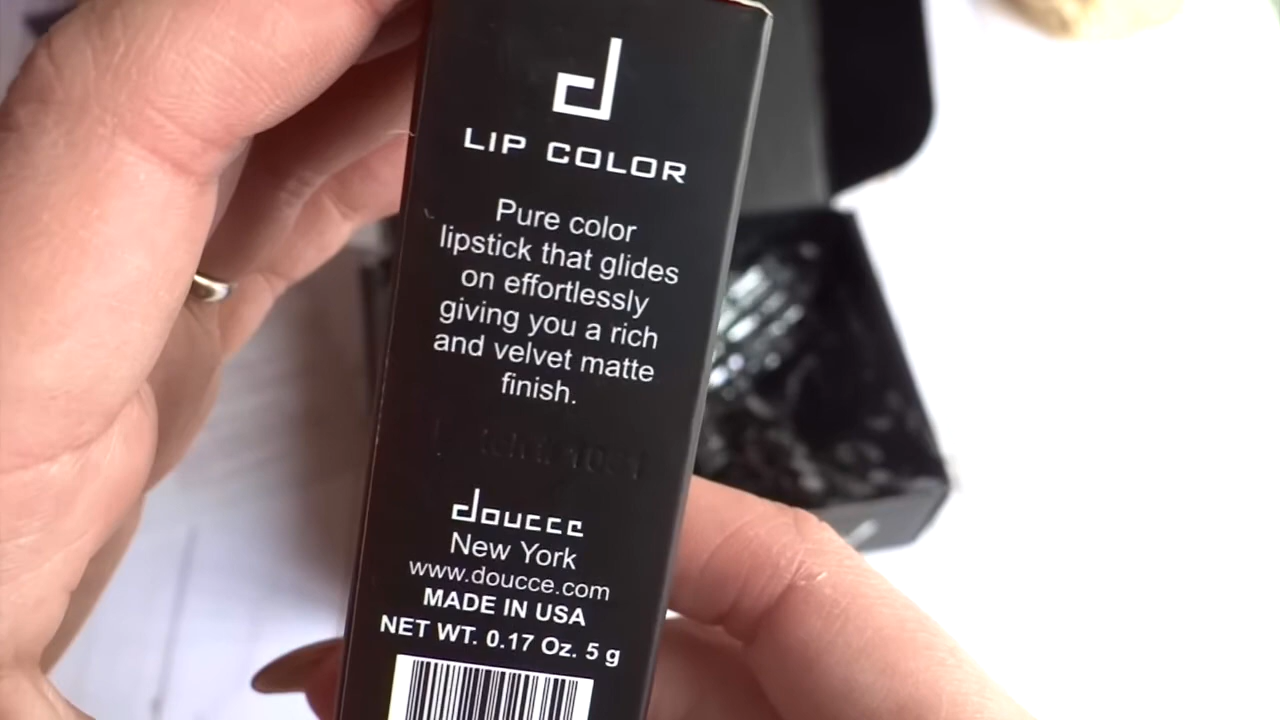 d
LIP COLOR
Pure color
lipstick that glides
on effortlessly
giving you a rich
and velvet matte
finish.
doucce
New York
www.doucce.com
MADE IN USA
NET WT. 0.17 Oz. 5 g